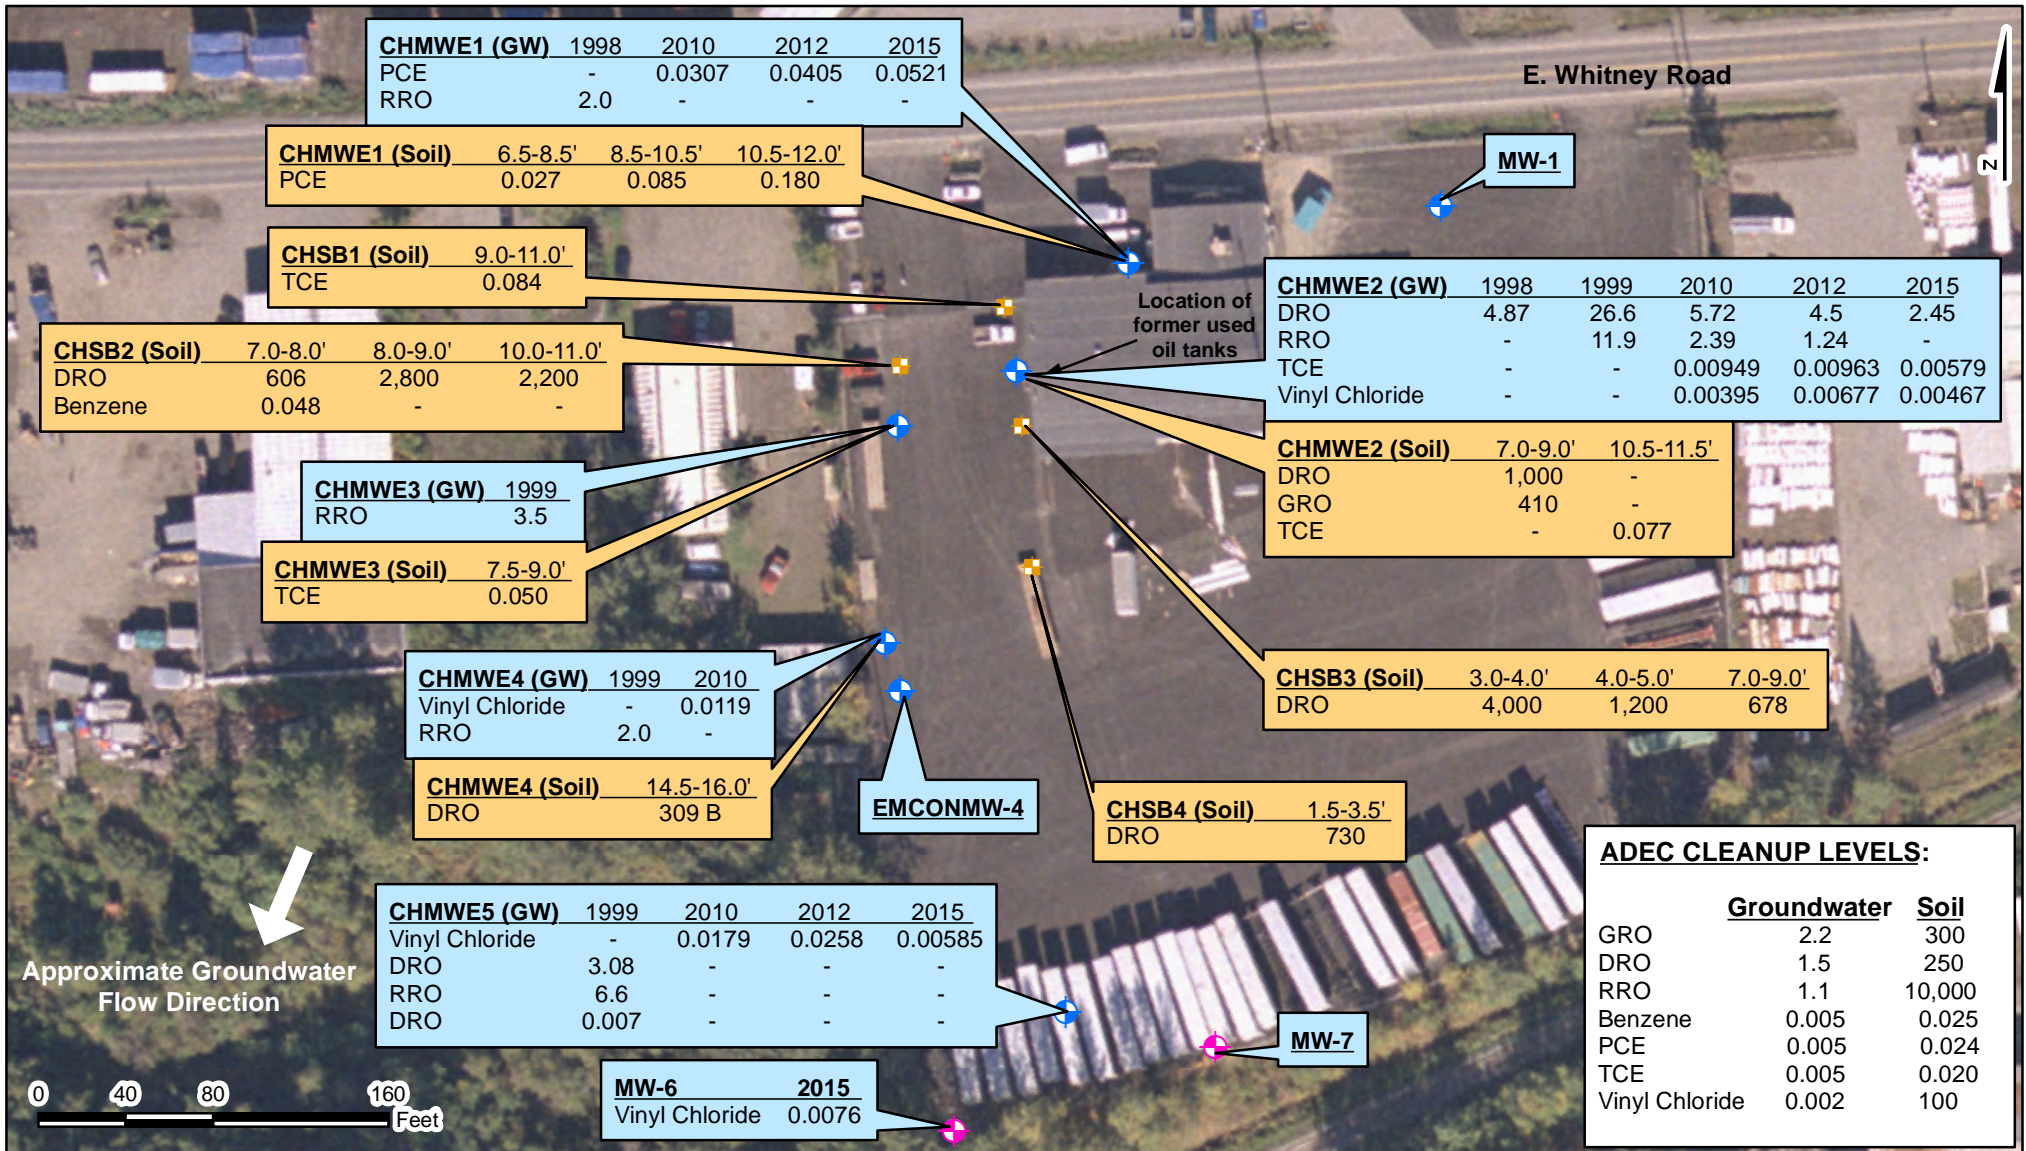 CHMWE1 (GW) 1998 2010 2012 2015
PCE - 0.0307 0.0405 0.0521
RRO 2.0 - - -
E. Whitney Road
N
CHMWE1 (Soil) 6.5-8.5' 8.5-10.5' 10.5-12.0'
PCE 0.027 0.085 0.180
MW-1
CHSB1 (Soil) 9.0-11.0'
TCE 0.084
Location of
former used
oil tanks
CHMWE2 (GW) 1998 1999 2010 2012 2015
DRO 4.87 26.6 5.72 4.5 2.45
RRO - 11.9 2.39 1.24 -
TCE - - 0.00949 0.00963 0.00579
Vinyl Chloride - - 0.00395 0.00677 0.00467
CHSB2 (Soil) 7.0-8.0' 8.0-9.0' 10.0-11.0'
DRO 606 2,800 2,200
Benzene 0.048 - -
CHMWE2 (Soil) 7.0-9.0' 10.5-11.5'
DRO 1,000 -
GRO 410 -
TCE - 0.077
CHMWE3 (GW) 1999
RRO 3.5
CHMWE3 (Soil) 7.5-9.0'
TCE 0.050
CHMWE4 (GW) 1999 2010
Vinyl Chloride - 0.0119
RRO 2.0 -
CHSB3 (Soil) 3.0-4.0' 4.0-5.0' 7.0-9.0'
DRO 4,000 1,200 678
CHMWE4 (Soil) 14.5-16.0'
DRO 309 B
EMCONMW-4
CHSB4 (Soil) 1.5-3.5'
DRO 730
CHMWE5 (GW) 1999 2010 2012 2015
Vinyl Chloride - 0.0179 0.0258 0.00585
DRO 3.08 - - -
RRO 6.6 - - -
DRO 0.007 - - -
Approximate Groundwater
Flow Direction
MW-7
MW-6 2015
Vinyl Chloride 0.0076
0 40 80 160
Feet
ADEC CLEANUP LEVELS:
Groundwater Soil
GRO 2.2 300
DRO 1.5 250
RRO 1.1 10,000
Benzene 0.005 0.025
PCE 0.005 0.024
TCE 0.005 0.020
Vinyl Chloride 0.002 100